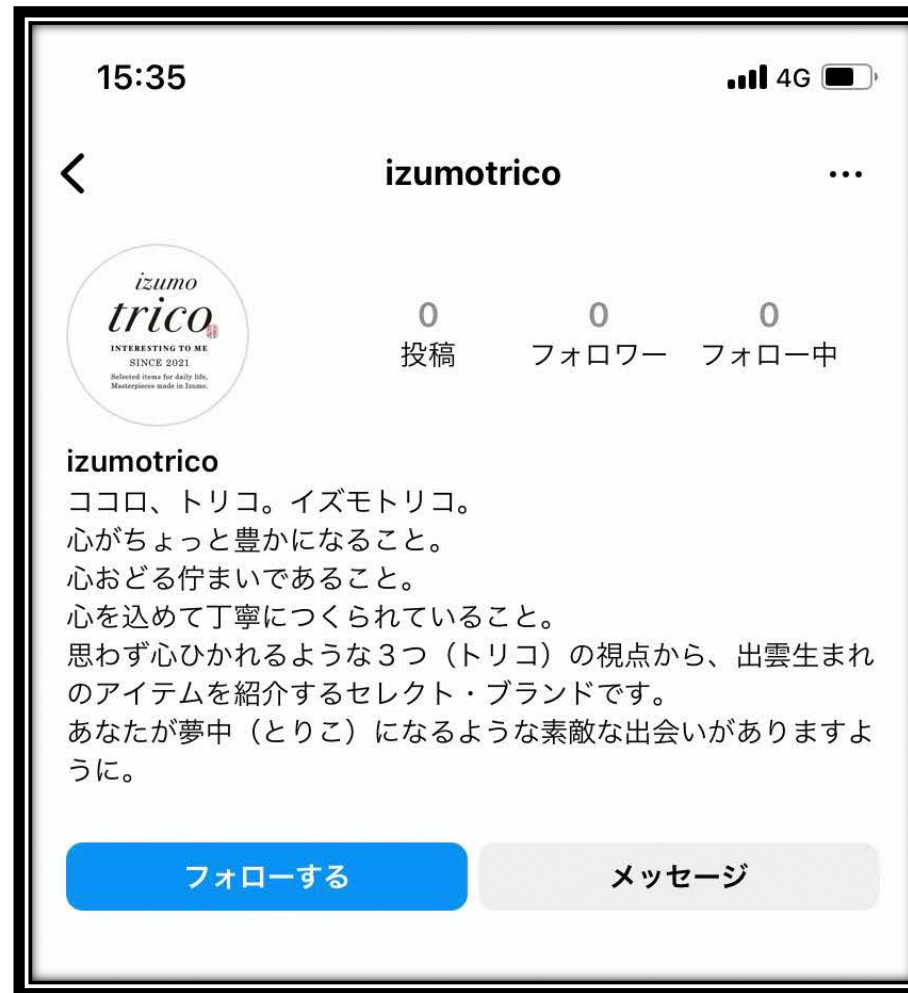 15:35
4G
izumotrico
izumo
trico
INTERESTING TO ME
SINCE 2021
Selected items for daily life,
Masterpieces made in Izumo.
0 0 0
投稿 フォロワー フォロー中
izumotrico
ココロ、トリコ。イズモトリコ。
心がちょっと豊かになること。
心おどる佇まいであること。
心を込めて丁寧につくられていること。
思わず心ひかれるような３つ（トリコ）の視点から、出雲生まれ
のアイテムを紹介するセレクト・ブランドです。
あなたが夢中（とりこ）になるような素敵な出会いがありますよ
うに。
フォローする メッセージ